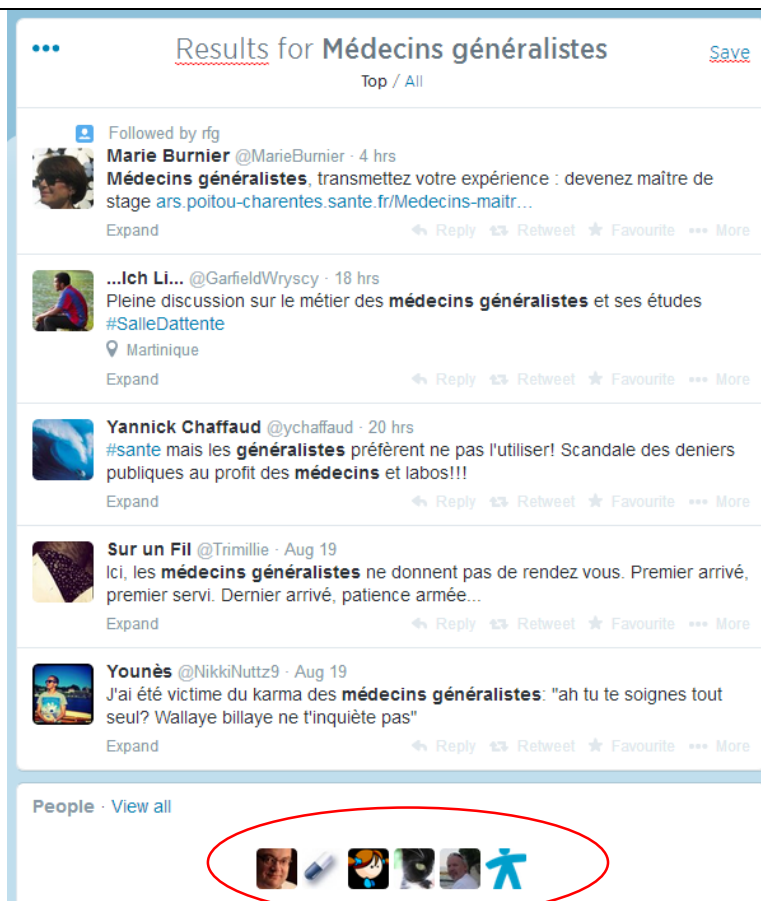 Results for Médecins généralistes
Save
Top / All
Followed by rfg
Marie Burnier @MarieBurnier · 4 hrs
Médecins généralistes, transmettez votre expérience : devenez maître de
stage ars.poitou-charentes.sante.fr/Medecins-maitr...
Expand
Reply Retweet Favourite ••• More
...Ich Li... @GarfieldWryscy · 18 hrs
Pleine discussion sur le métier des médecins généralistes et ses études
#SalleDattente
Martinique
Expand
Reply Retweet Favourite ••• More
Yannick Chaffaud @ychaffaud · 20 hrs
#sante mais les généralistes préfèrent ne pas l'utiliser! Scandale des deniers
publiques au profit des médecins et labos!!!
Expand
Reply Retweet Favourite ••• More
Sur un Fil @Trimillie · Aug 19
Ici, les médecins généralistes ne donnent pas de rendez vous. Premier arrivé,
premier servi. Dernier arrivé, patience armée...
Expand
Reply Retweet Favourite ••• More
Younès @NikkiNuttz9 · Aug 19
J'ai été victime du karma des médecins généralistes: "ah tu te soignes tout
seul? Wallaye billaye ne t'inquiète pas"
Expand
Reply Retweet Favourite ••• More
People · View all